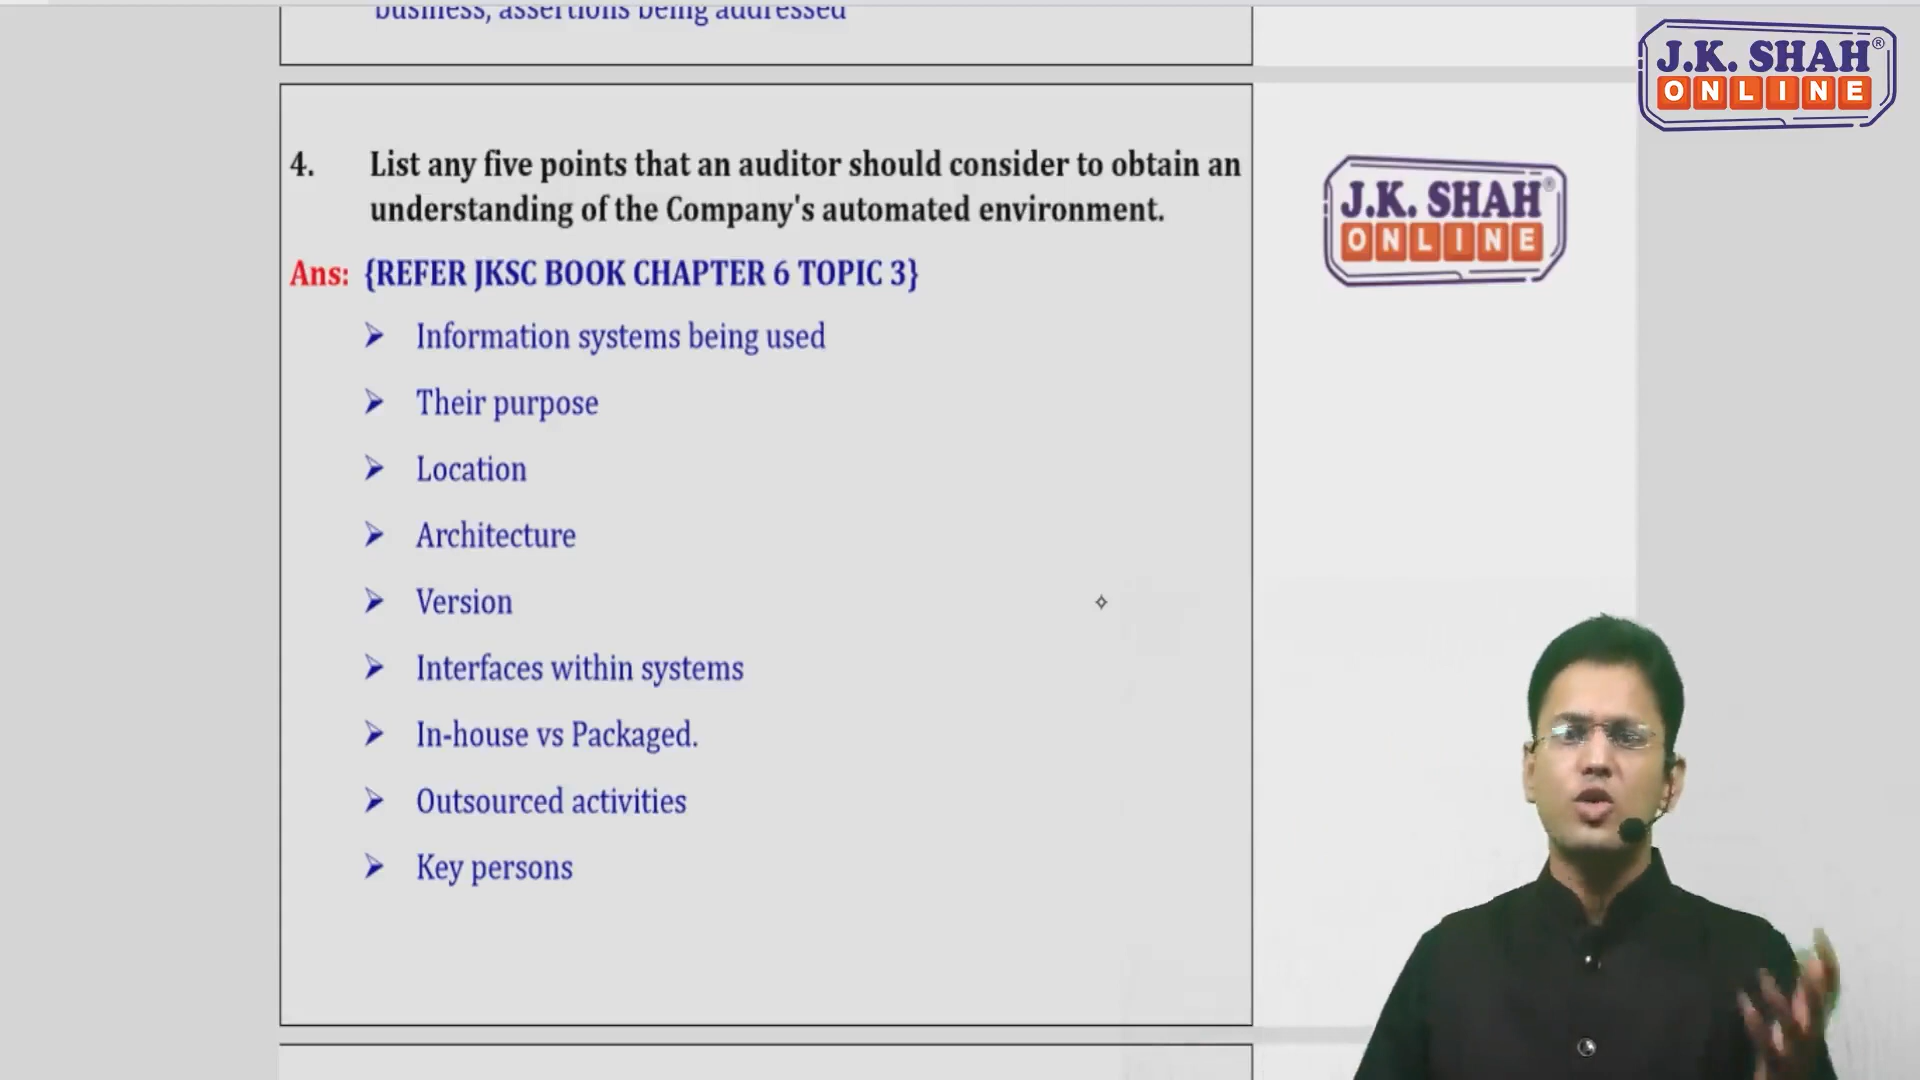 business, assertions being addressed
J.K. SHAH®
ONLINE
4. List any five points that an auditor should consider to obtain an
understanding of the Company's automated environment.
J.K. SHAH®
ONLINE
Ans: {REFER JKSC BOOK CHAPTER 6 TOPIC 3}
➢ Information systems being used
➢ Their purpose
➢ Location
➢ Architecture
➢ Version
➢ Interfaces within systems
➢ In-house vs Packaged.
➢ Outsourced activities
➢ Key persons